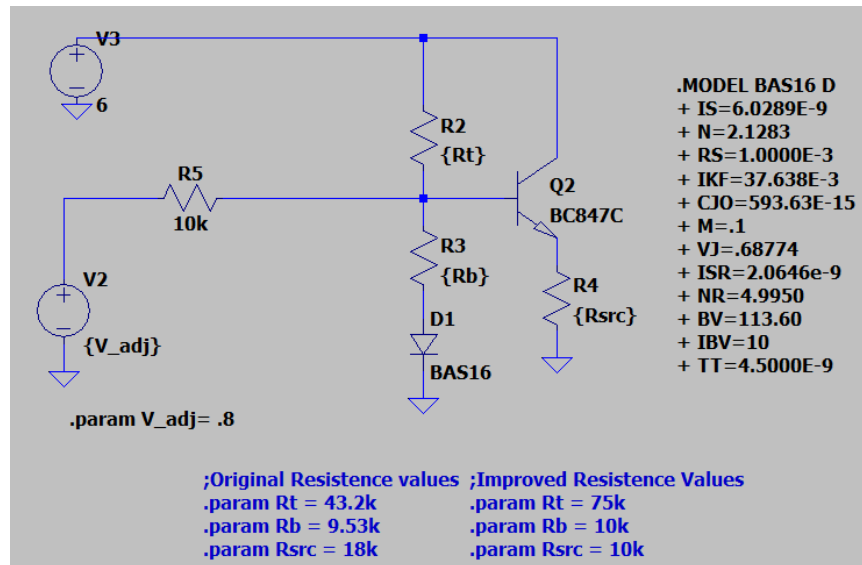 V3
6
R2
{Rt}
R5
10k
Q2
BC847C
R3
{Rb}
V2
{V_adj}
D1
BAS16
R4
{Rsrc}
.param V_adj= .8
.MODEL BAS16 D
+ IS=6.0289E-9
+ N=2.1283
+ RS=1.0000E-3
+ IKF=37.638E-3
+ CJO=593.63E-15
+ M=.1
+ VJ=.68774
+ ISR=2.0646e-9
+ NR=4.9950
+ BV=113.60
+ IBV=10
+ TT=4.5000E-9
;Original Resistence values
.param Rt = 43.2k
.param Rb = 9.53k
.param Rsrc = 18k
;Improved Resistence Values
.param Rt = 75k
.param Rb = 10k
.param Rsrc = 10k